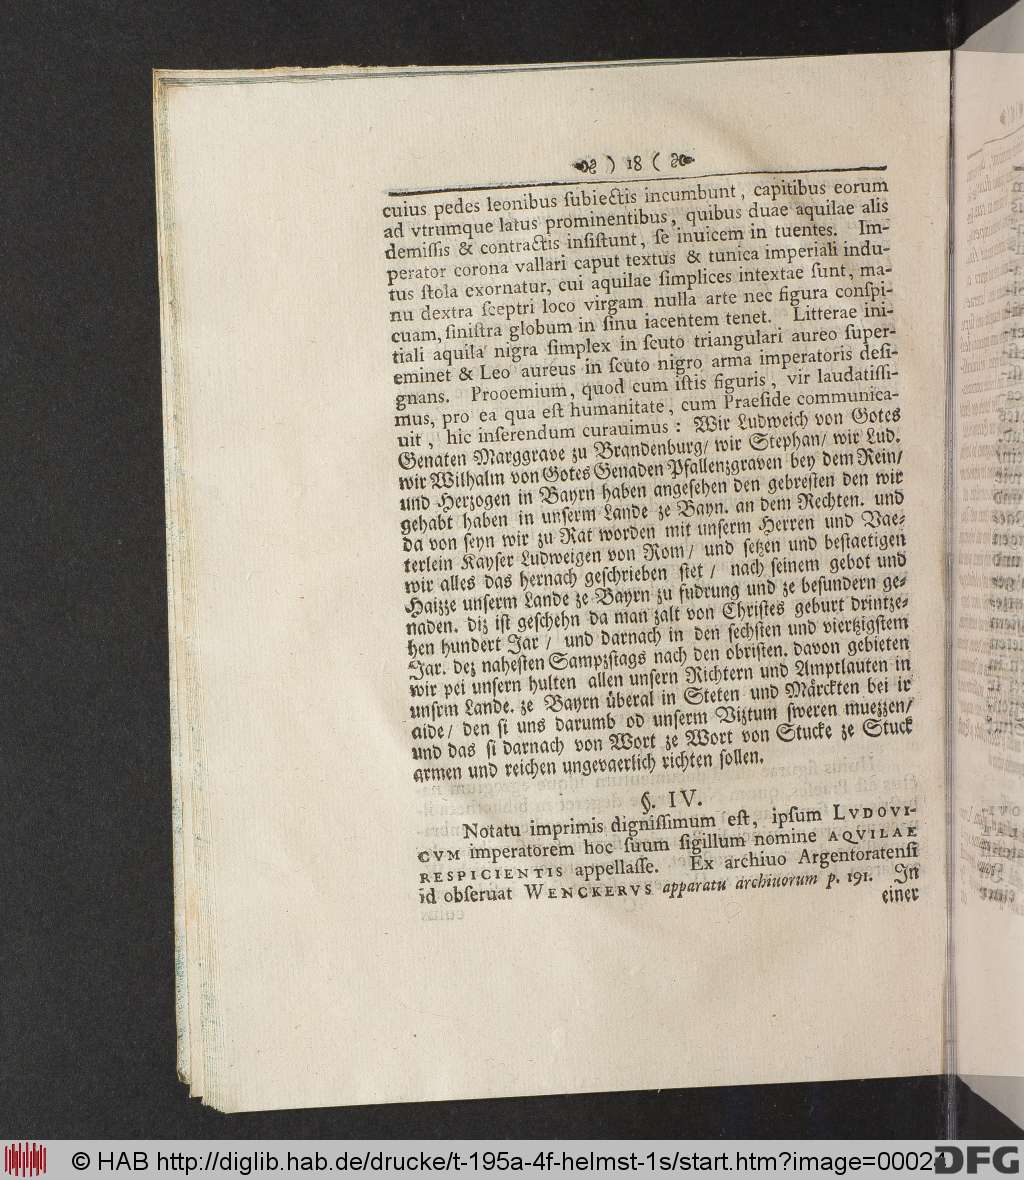 ) 18 (
cuius pedes leonibus ſubiectis incumbunt, capitibus eorum
ad vtrumque latus prominentibus, quibus duae aquilae alis
demiſſis & contractis inſiſtunt, ſe inuicem in tuentes. Im-
perator corona vallari caput textus & tunica imperiali indu-
tus ſtola exornatur, cui aquilae ſimplices intextae ſunt, ma-
nu dextra ſceptri loco virgam nulla arte nec figura conſpi-
cuam, ſiniſtra globum in ſinu iacentem tenet. Litterae ini-
tiali aquila nigra ſimplex in ſcuto triangulari aureo ſuper-
eminet & Leo aureus in ſcuto nigro arma imperatoris deſi-
gnans. Prooemium, quod cum iſtis figuris, vir laudatiſſi-
mus, pro ea qua eſt humanitate, cum Praeſide communica-
uit, hic inſerendum curauimus: Wir Ludweich von Gotes
Genaten Marggrave zu Brandenburg/ wir Stephan/ wir Lud.
wir Wilhalm von Gotes Genaden Pfallenzgraven bey dem Rein/
und Herzogen in Bayrn haben angeſehen den gebreſten den wir
gehabt haben in unſerm Lande ze Bayn. an dem Rechten. und
da von ſeyn wir zu Rat worden mit unſerm Herren und Vae-
terlein Kayſer Ludweigen von Rom/ und ſetzen und beſtaetigen
wir alles das hernach geſchrieben ſtet/ nach ſeinem gebot und
Haizze unſerm Lande ze Bayrn zu fudrung und ze beſundern ge-
naden. diz iſt geſchehn da man zalt von Chriſtes geburt drintze-
hen hundert Jar/ und darnach in den ſechſten und viertzigſtem
Jar. dez naheſten Sampzſtags nach den obriſten. davon gebieten
wir pei unſern hulten allen unſern Richtern und Amptlauten in
unſrm Lande. ze Bayrn überal in Steten und Märckten bei ir
aide/ den ſi uns darumb od unſerm Viztum ſweren muezzen/
und das ſi darnach von Wort ze Wort von Stucke ze Stuck
armen und reichen ungevaerlich richten ſollen.
§. IV.
Notatu imprimis digniſſimum eſt, ipſum LVDOVI-
CVM imperatorem hoc ſuum ſigillum nomine AQVILAE
RESPICIENTIS appellaſſe. Ex archiuo Argentoratenſi
id obſeruat WENCKERVS apparatu archiuorum p. 191. In
einer
© HAB http://diglib.hab.de/drucke/t-195a-4f-helmst-1s/start.htm?image=00024
DFG